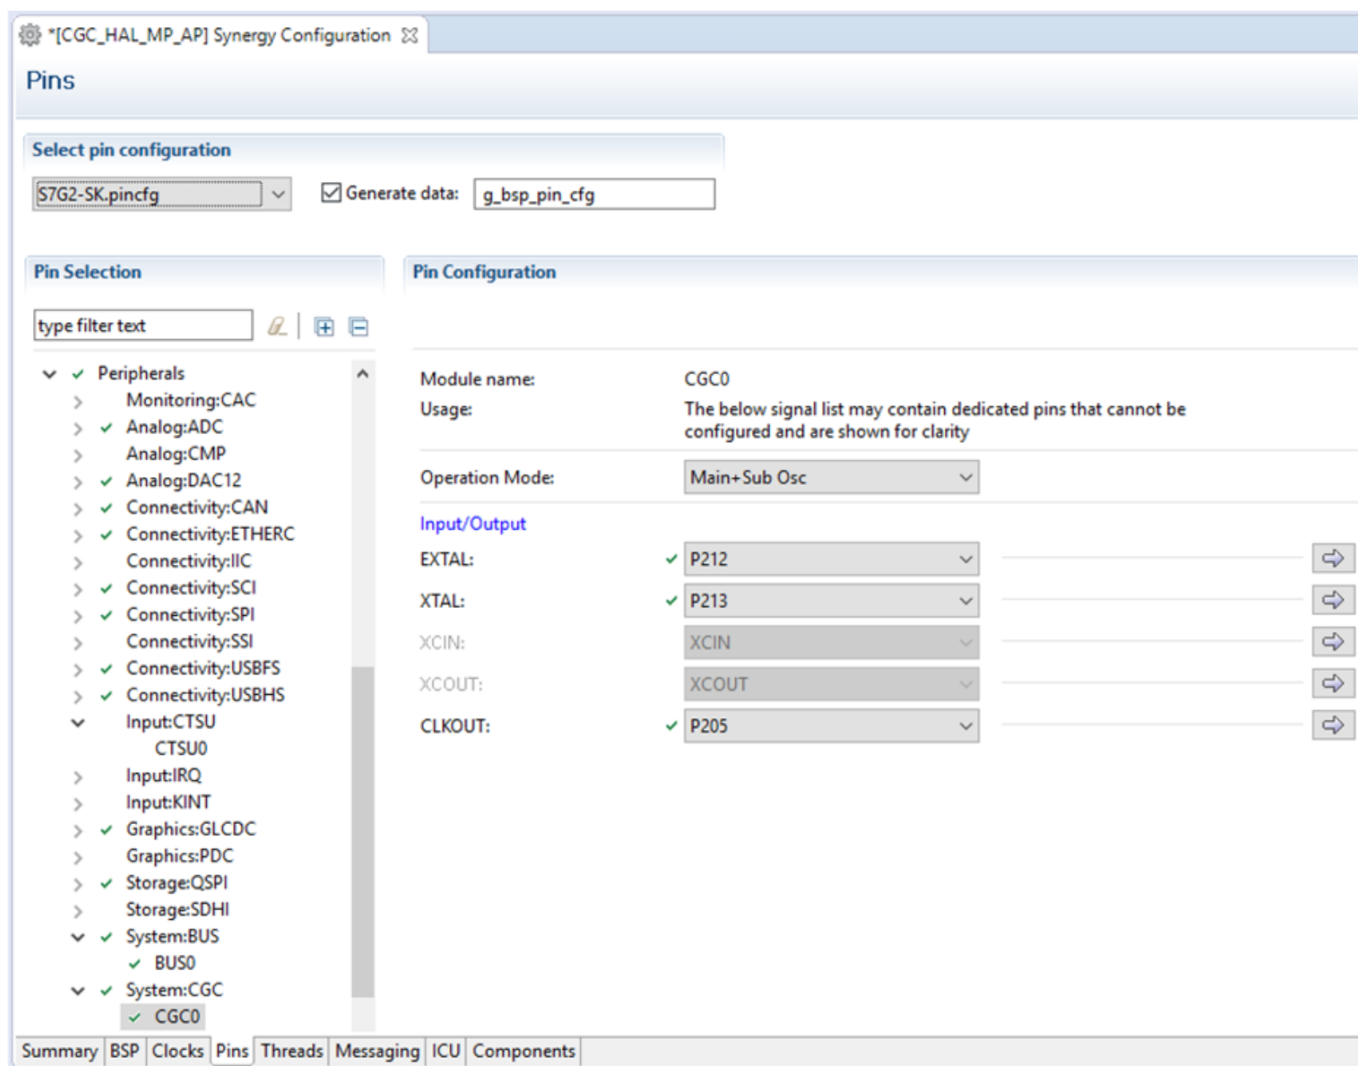 *[CGC_HAL_MP_AP] Synergy Configuration
Pins
Select pin configuration
S7G2-SK.pincfg
Generate data:
g_bsp_pin_cfg
Pin Selection
type filter text
Peripherals
Monitoring:CAC
Analog:ADC
Analog:CMP
Analog:DAC12
Connectivity:CAN
Connectivity:ETHERC
Connectivity:IIC
Connectivity:SCI
Connectivity:SPI
Connectivity:SSI
Connectivity:USBFS
Connectivity:USBHS
Input:CTSU
CTSU0
Input:IRQ
Input:KINT
Graphics:GLCDC
Graphics:PDC
Storage:QSPI
Storage:SDHI
System:BUS
BUS0
System:CGC
CGC0
Pin Configuration
Module name: CGC0
Usage: The below signal list may contain dedicated pins that cannot be
configured and are shown for clarity
Operation Mode: Main+Sub Osc
Input/Output
EXTAL: P212
XTAL: P213
XCIN: XCIN
XCOUT: XCOUT
CLKOUT: P205
Summary BSP Clocks Pins Threads Messaging ICU Components